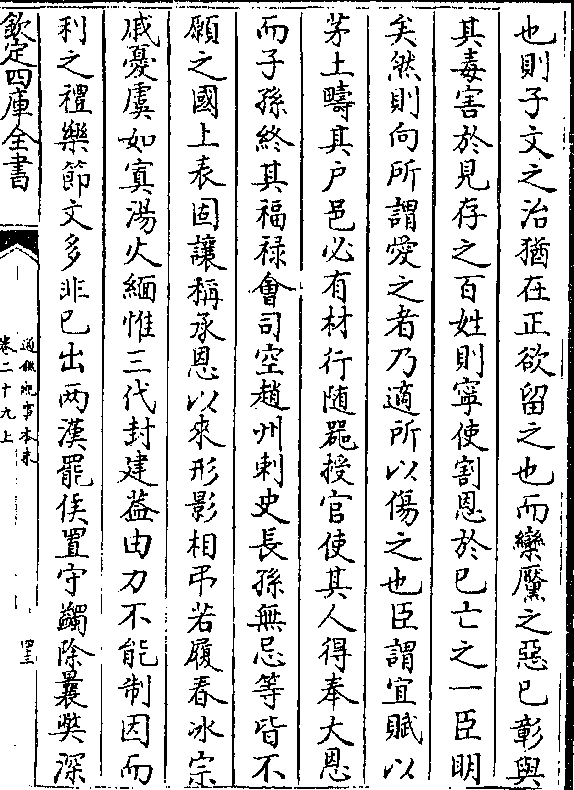 也則子文之治猶在正欲留之也而欒黶之惡已彰與
其毒害於見存之百姓則寧使割恩於已亡之一臣明
矣然則向所謂愛之者乃適所以傷之也臣謂宜賦以
茅土疇其户邑必有材行随器授官使其人得奉大恩
而子孫終其福禄會司空趙州刺史長孫無忌等皆不
願之國上表固讓稱承恩以來形影相弔若履春冰宗
戚憂虞如寘湯火緬惟三代封建葢由力不能制因而
利之禮樂節文多非已出两漢罷侯置守蠲除曩弊深
欽定四庫全書
通鑑紀事本末
卷二十九上
四三